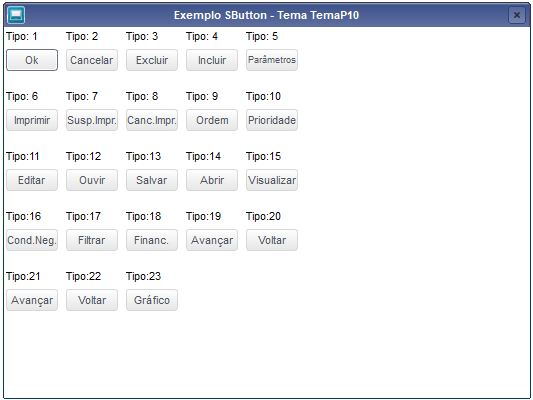 Exemplo SButton - Tema TemaP10
Tipo: 1 Tipo: 2 Tipo: 3 Tipo: 4 Tipo: 5
Ok Cancelar Excluir Incluir Parâmetros
Tipo: 6 Tipo: 7 Tipo: 8 Tipo: 9 Tipo:10
Imprimir Susp.Impr. Canc.Impr. Ordem Prioridade
Tipo:11 Tipo:12 Tipo:13 Tipo:14 Tipo:15
Editar Ouvir Salvar Abrir Visualizar
Tipo:16 Tipo:17 Tipo:18 Tipo:19 Tipo:20
Cond.Neg. Filtrar Financ. Avançar Voltar
Tipo:21 Tipo:22 Tipo:23
Avançar Voltar Gráfico